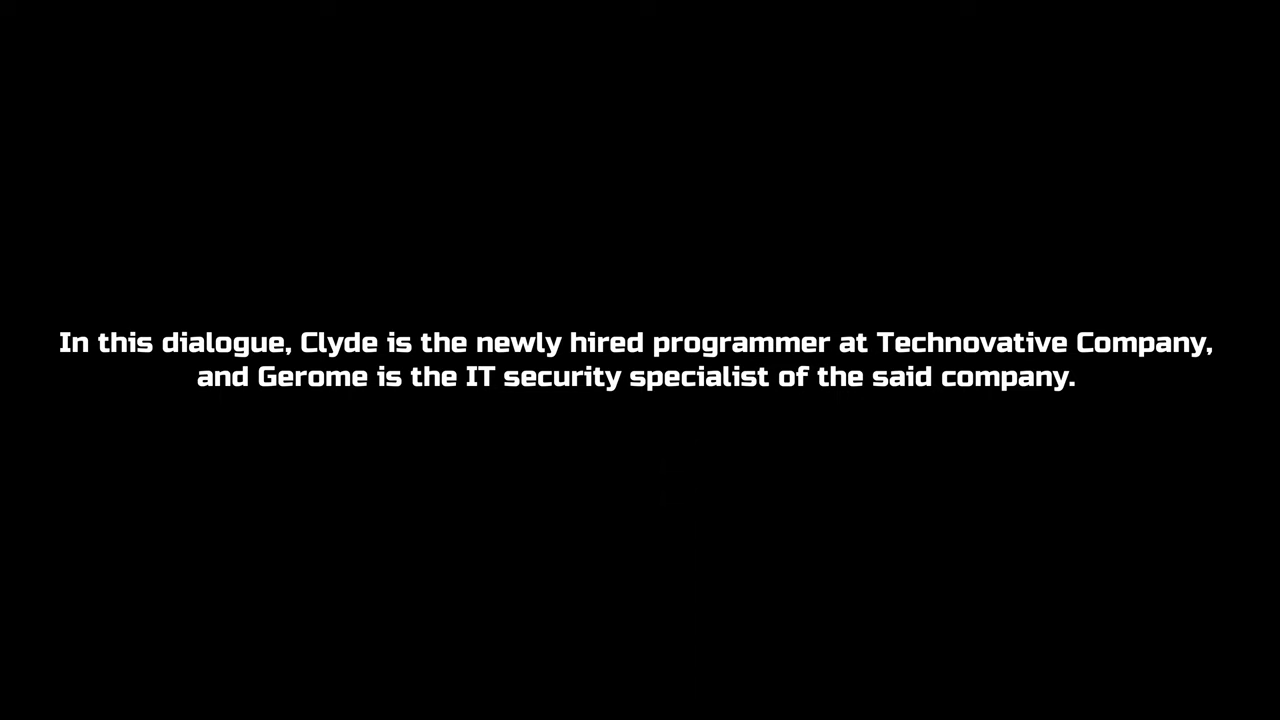 In this dialogue, Clyde is the newly hired programmer at Technovative Company,
and Gerome is the IT security specialist of the said company.